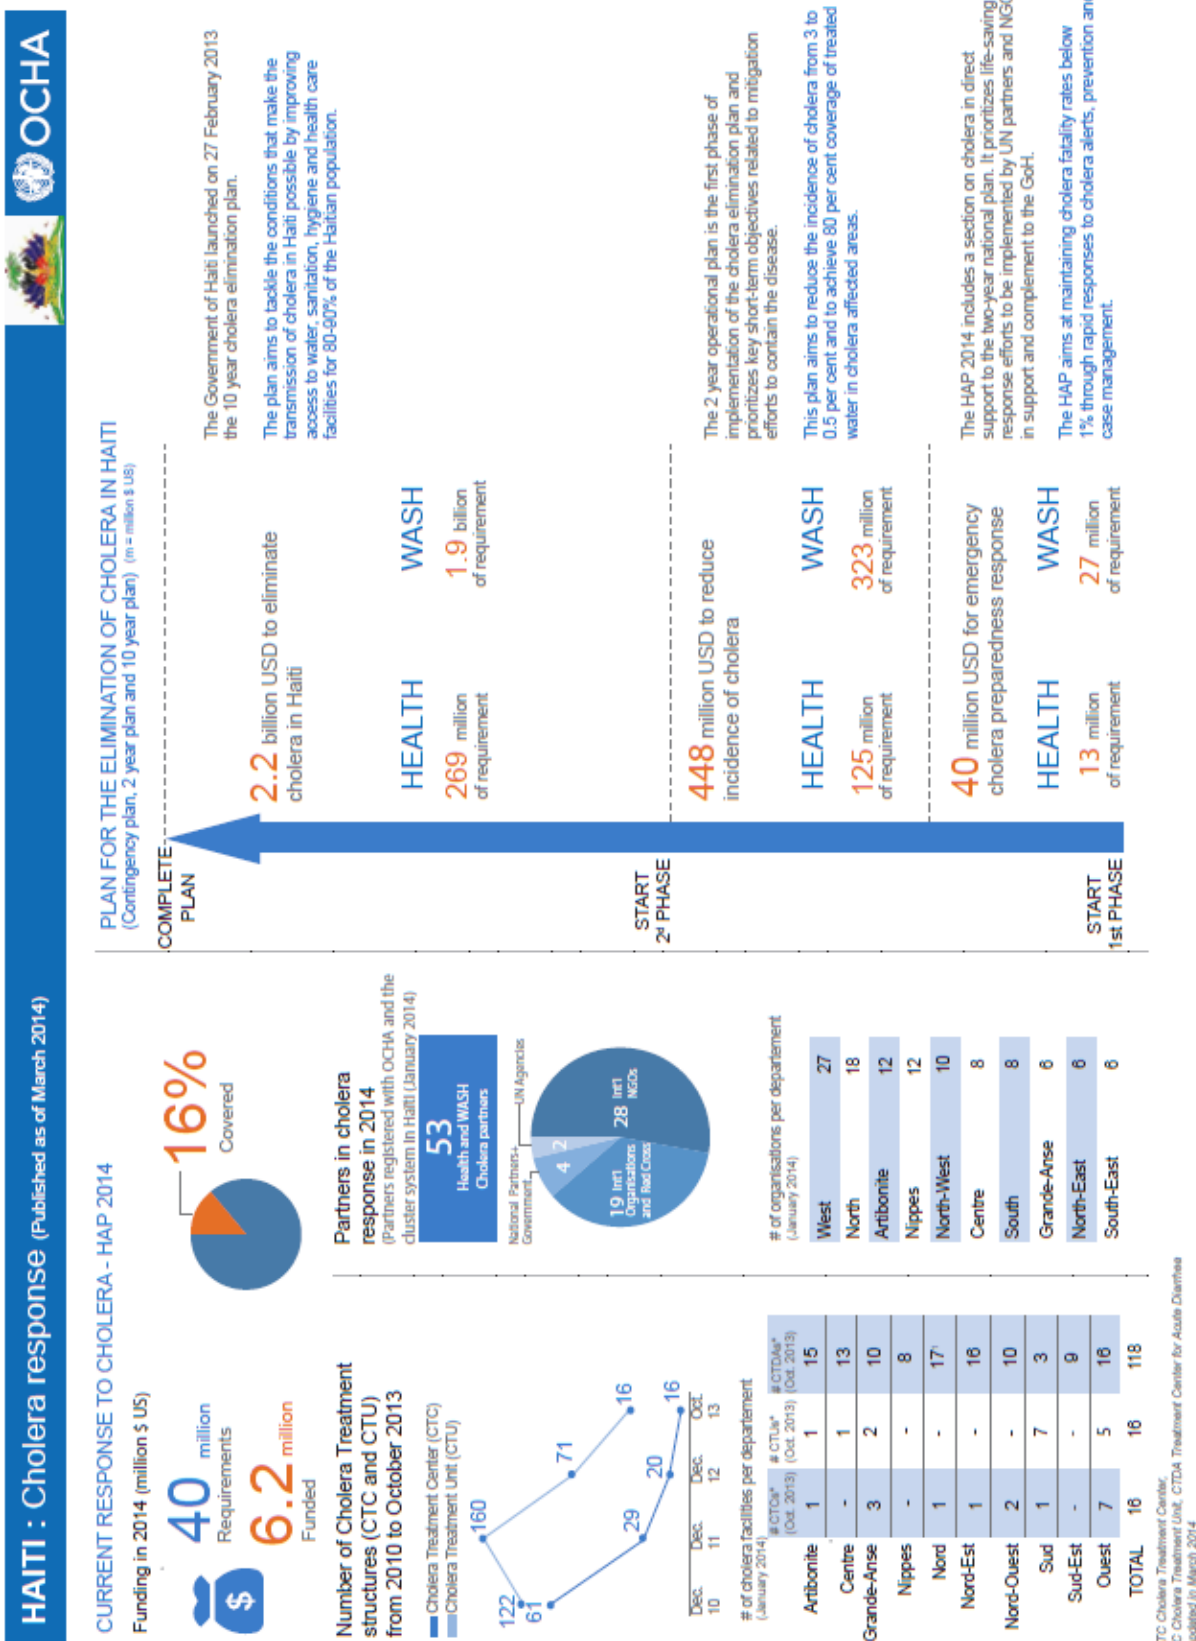 HAITI : Cholera response (Published as of March 2014)
OCHA
CURRENT RESPONSE TO CHOLERA - HAP 2014
Funding in 2014 (million $ US)
40 million
Requirements
6.2 million
Funded
$
16%
Covered
Number of Cholera Treatment
structures (CTC and CTU)
from 2010 to October 2013
Cholera Treatment Center (CTC)
Cholera Treatment Unit (CTU)
122
160
71
16
61
29
20
16
Dec. Dec. Dec. Oct.
10 11 12 13
# of cholera facilities per departement
(January 2014)
# CTCs* # CTUs* # CTDAs*
(Oct. 2013) (Oct. 2013) (Oct. 2013)
Artibonite 1 1 15
Centre - 1 13
Grande-Anse 3 2 10
Nippes - - 8
Nord 1 - 17
Nord-Est 1 - 16
Nord-Ouest 2 - 10
Sud 1 7 3
Sud-Est - - 9
Ouest 7 5 16
TOTAL 16 16 118
Cholera Treatment Center,
Cholera Treatment Unit, CTDA Treatment Center for Acute Diarrhea
in March 2014
Partners in cholera
response in 2014
(Partners registered with OCHA and the
cluster system in Haiti (January 2014)
53
Health and WASH
Cholera partners
National Partners+
Government
UN Agencies
4
2
19 Int'l
Organisations
and Red Cross
28 Int'l
NGOs
# of organisations per departement
(January 2014)
West 27
North 18
Artibonite 12
Nippes 12
North-West 10
Centre 8
South 8
Grande-Anse 6
North-East 6
South-East 6
PLAN FOR THE ELIMINATION OF CHOLERA IN HAITI
(Contingency plan, 2 year plan and 10 year plan) (m = million $ US)
COMPLETE
PLAN
2.2 billion USD to eliminate
cholera in Haiti
HEALTH WASH
269 million 1.9 billion
of requirement of requirement
The Government of Haiti launched on 27 February 2013
the 10 year cholera elimination plan.
The plan aims to tackle the conditions that make the
transmission of cholera in Haiti possible by improving
access to water, sanitation, hygiene and health care
facilities for 80-90% of the Haitian population.
START
2d PHASE
448 million USD to reduce
incidence of cholera
HEALTH WASH
125 million 323 million
of requirement of requirement
The 2 year operational plan is the first phase of
implementation of the cholera elimination plan and
prioritizes key short-term objectives related to mitigation
efforts to contain the disease.
This plan aims to reduce the incidence of cholera from 3 to
0.5 per cent and to achieve 80 per cent coverage of treated
water in cholera affected areas.
START
1st PHASE
40 million USD for emergency
cholera preparedness response
HEALTH WASH
13 million 27 million
of requirement of requirement
The HAP 2014 includes a section on cholera in direct
support to the two-year national plan. It prioritizes life-saving
response efforts to be implemented by UN partners and
in support and complement to the GoH.
The HAP aims at maintaining cholera fatality rates below
1% through rapid responses to cholera alerts, prevention
case management.